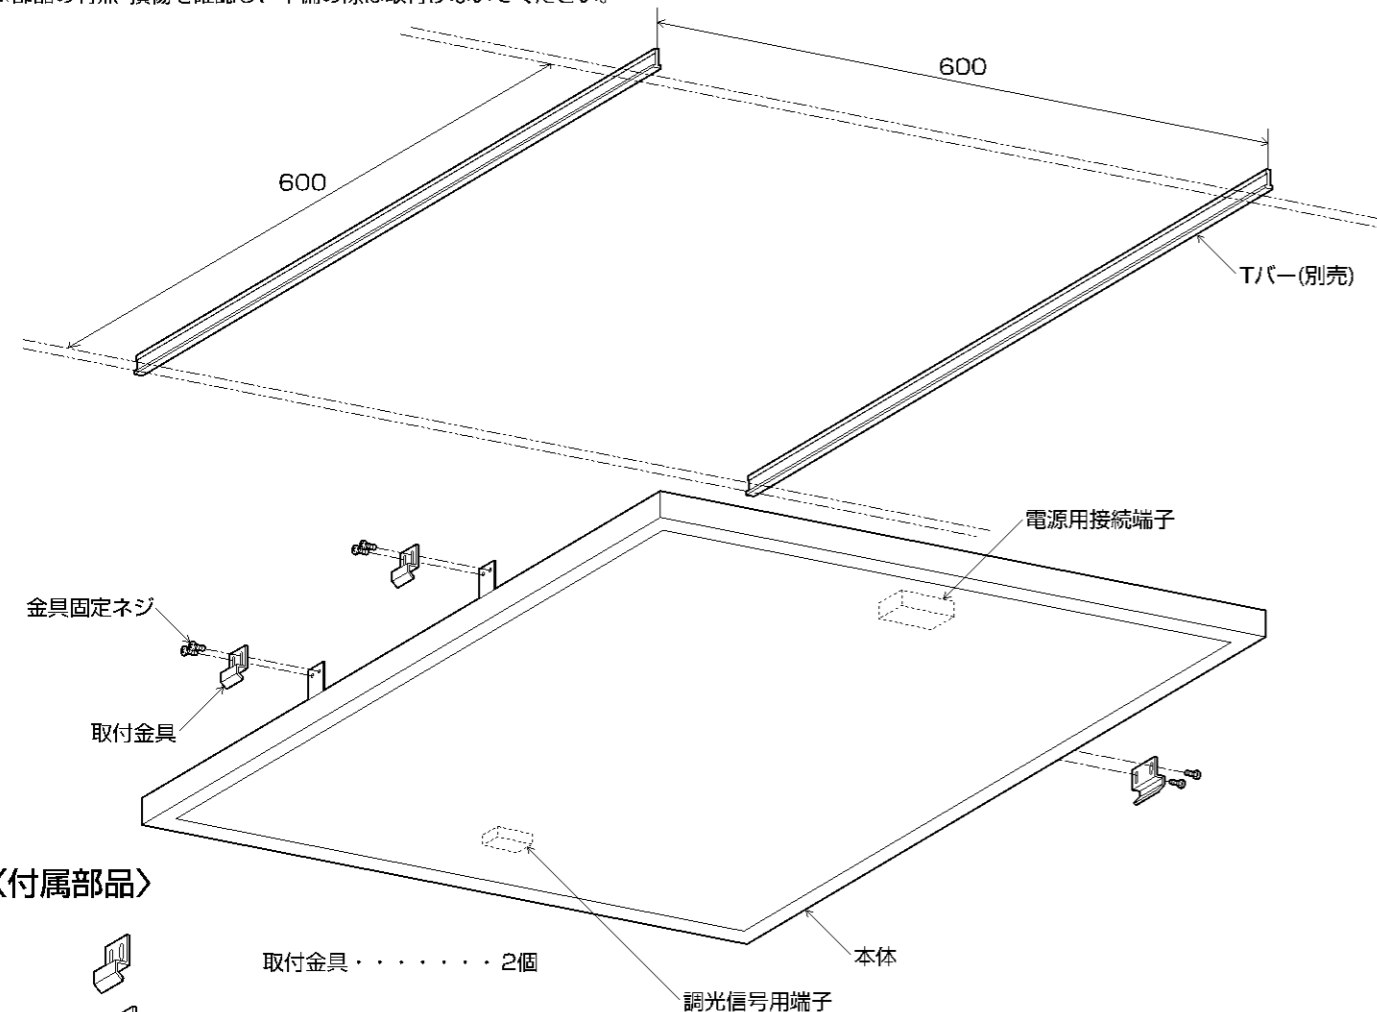 600
600
Tバー(別売)
電源用接続端子
金具固定ネジ
取付金具
〈付属部品〉
取付金具・・・・・・・2個
本体
調光信号用端子